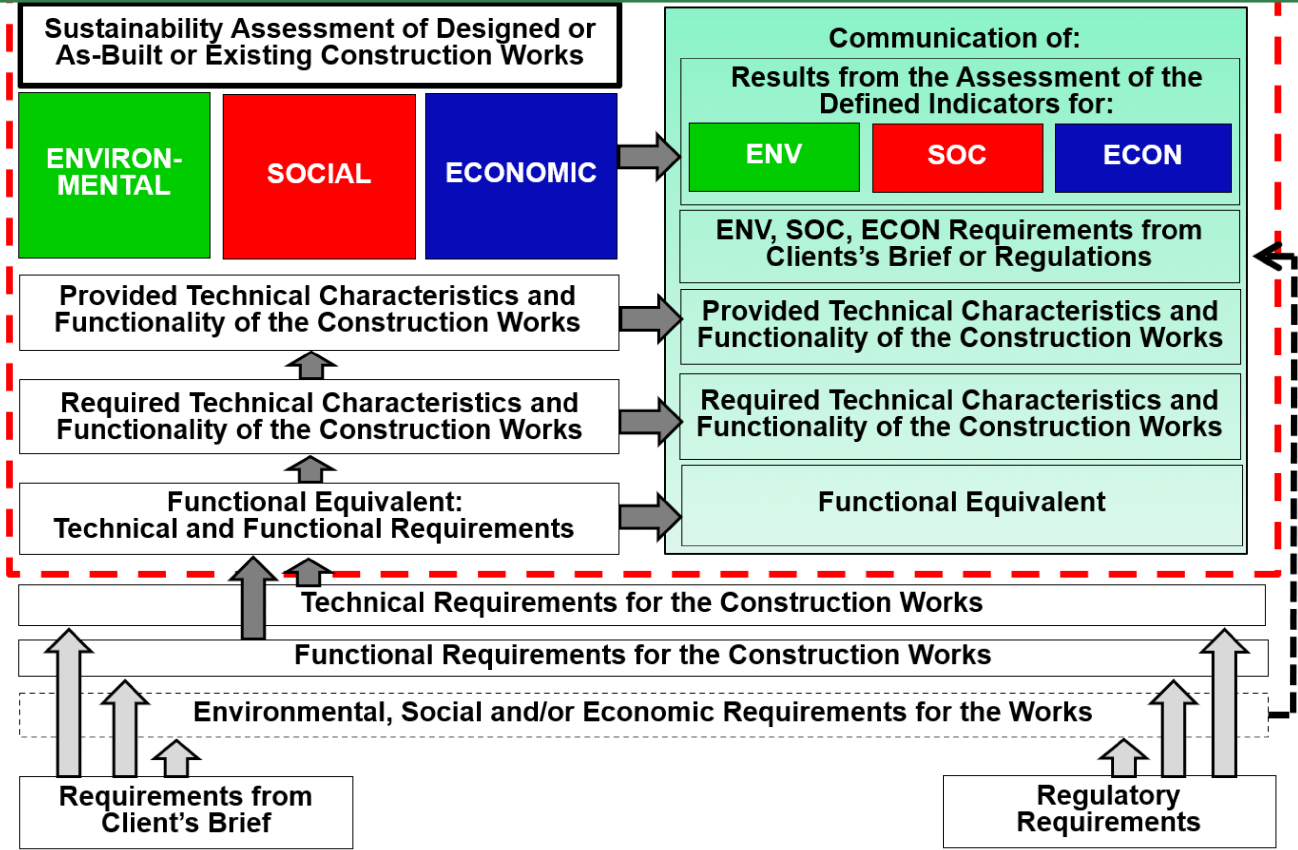 Sustainability Assessment of Designed or
As-Built or Existing Construction Works
ENVIRON-
MENTAL
SOCIAL
ECONOMIC
Communication of:
Results from the Assessment of the
Defined Indicators for:
ENV
SOC
ECON
ENV, SOC, ECON Requirements from
Clients's Brief or Regulations
Provided Technical Characteristics and
Functionality of the Construction Works
Provided Technical Characteristics and
Functionality of the Construction Works
Required Technical Characteristics and
Functionality of the Construction Works
Required Technical Characteristics and
Functionality of the Construction Works
Functional Equivalent:
Technical and Functional Requirements
Functional Equivalent
Technical Requirements for the Construction Works
Functional Requirements for the Construction Works
Environmental, Social and/or Economic Requirements for the Works
Requirements from
Client's Brief
Regulatory
Requirements